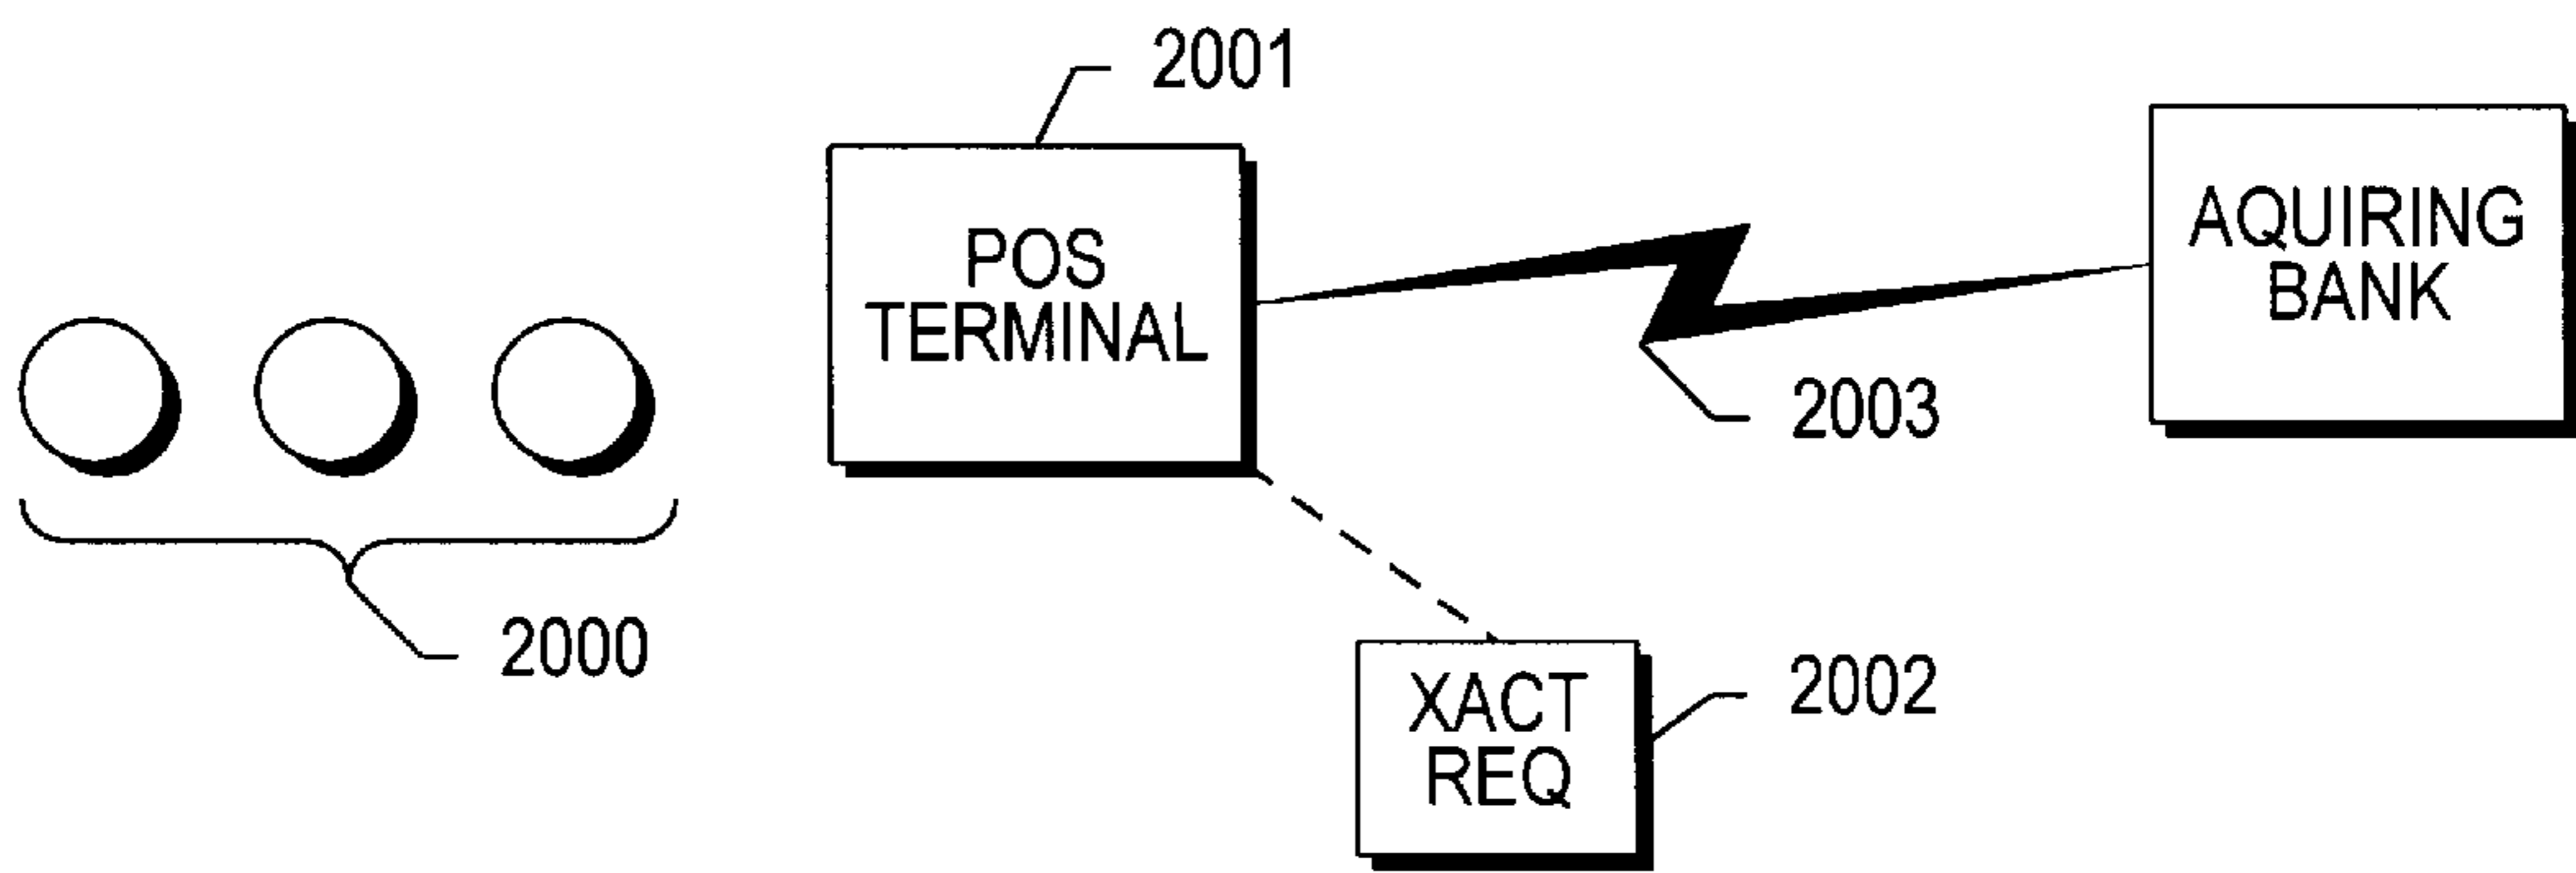 2001
POS
TERMINAL
AQUIRING
BANK
2003
2000
XACT
REQ
2002